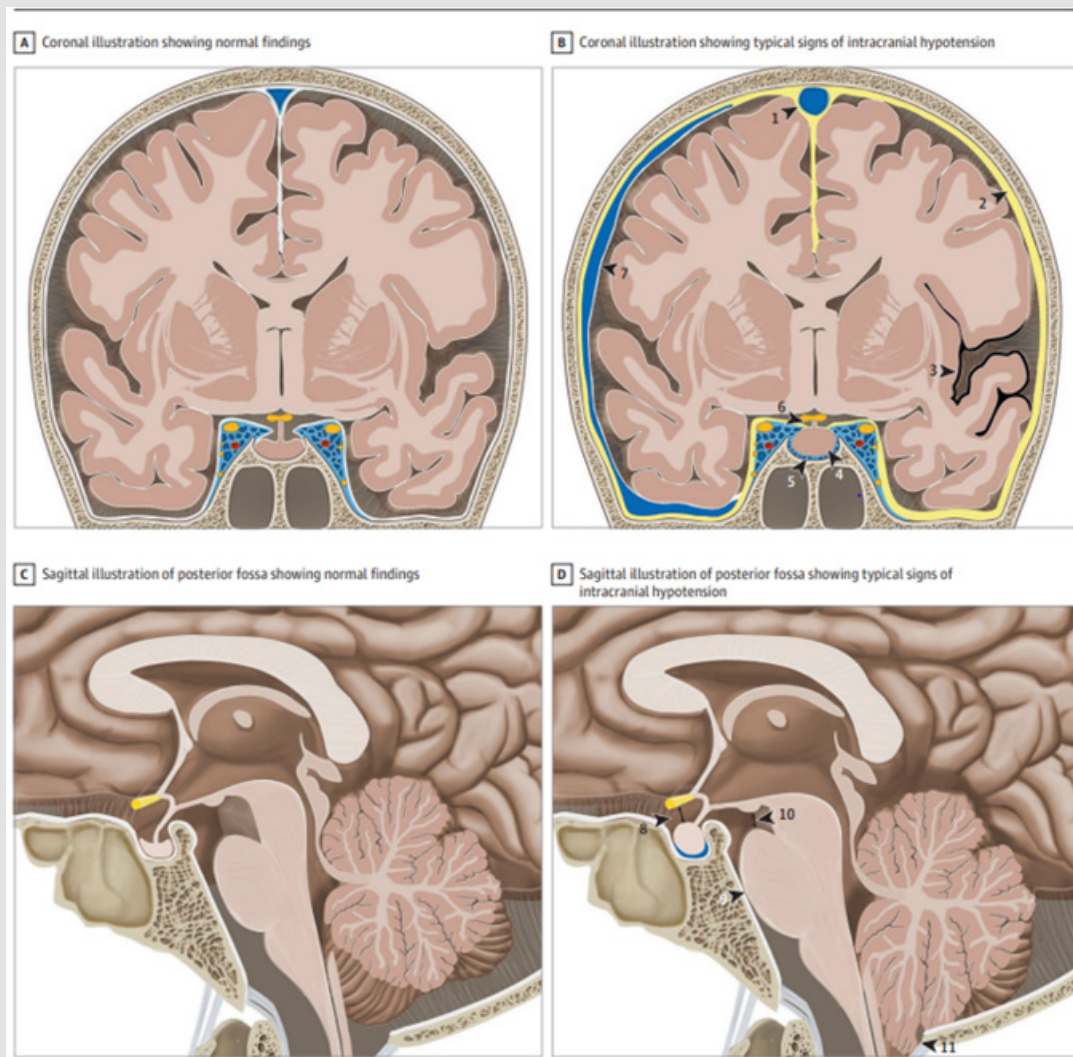 A Coronal illustration showing normal findings
B Coronal illustration showing typical signs of intracranial hypotension
1
2
7
3
6
5
4
C Sagittal illustration of posterior fossa showing normal findings
D Sagittal illustration of posterior fossa showing typical signs of
intracranial hypotension
8
10
9
11